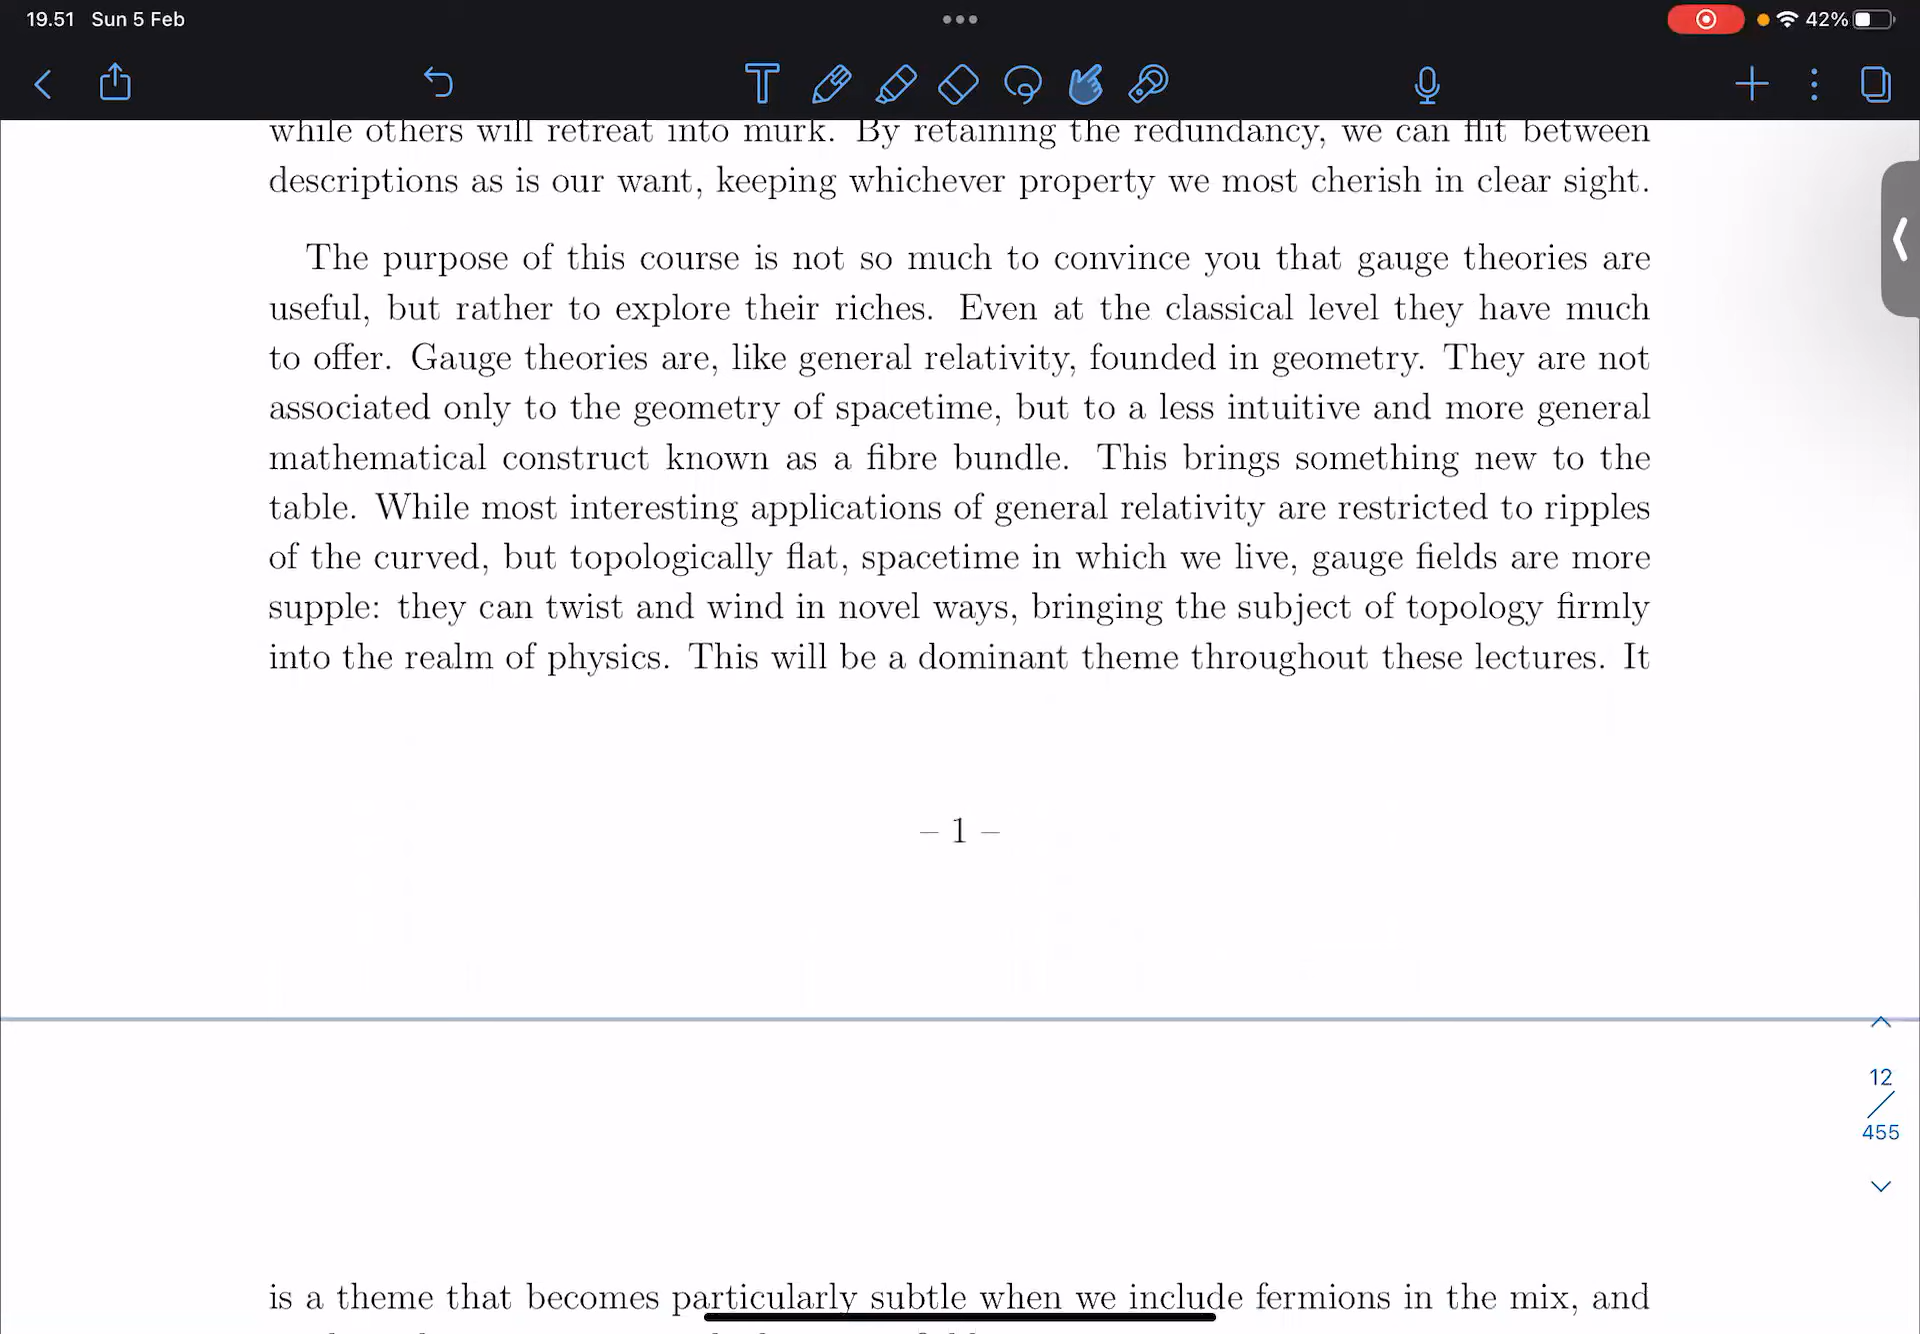 19.51 Sun 5 Feb
42%
while others will retreat into murk. By retaining the redundancy, we can flit between
descriptions as is our want, keeping whichever property we most cherish in clear sight.
The purpose of this course is not so much to convince you that gauge theories are
useful, but rather to explore their riches. Even at the classical level they have much
to offer. Gauge theories are, like general relativity, founded in geometry. They are not
associated only to the geometry of spacetime, but to a less intuitive and more general
mathematical construct known as a fibre bundle. This brings something new to the
table. While most interesting applications of general relativity are restricted to ripples
of the curved, but topologically flat, spacetime in which we live, gauge fields are more
supple: they can twist and wind in novel ways, bringing the subject of topology firmly
into the realm of physics. This will be a dominant theme throughout these lectures. It
– 1 –
12
/
455
is a theme that becomes particularly subtle when we include fermions in the mix, and